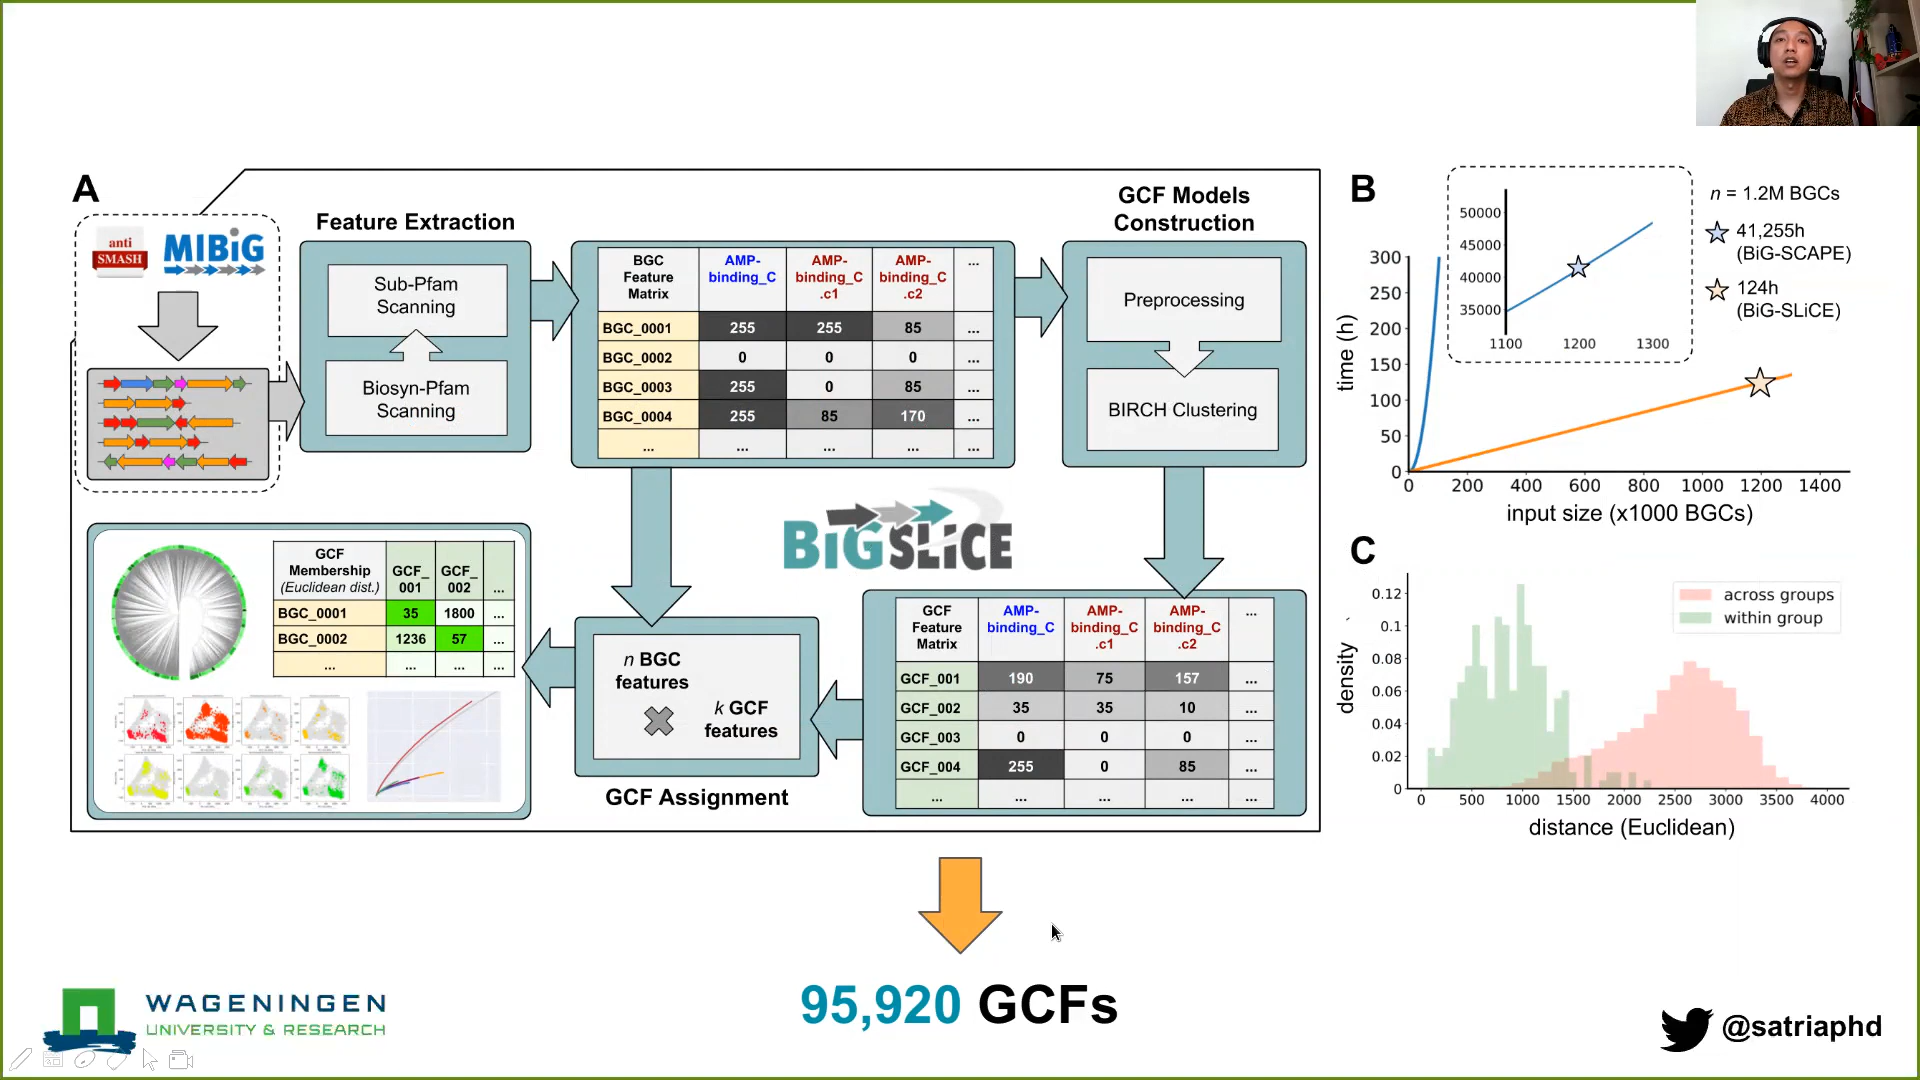 A
anti
SMASH
MIBiG
Feature Extraction
Sub-Pfam
Scanning
Biosyn-Pfam
Scanning
BGC
Feature
Matrix
AMP-
binding_C
AMP-
binding_C
.c1
AMP-
binding_C
.c2
...
BGC_0001 255 255 85 ...
BGC_0002 0 0 0 ...
BGC_0003 255 0 85 ...
BGC_0004 255 85 170 ...
... ... ... ... ...
GCF Models
Construction
Preprocessing
BIRCH Clustering
BiGSLiCE
GCF
Membership
(Euclidean dist.)
GCF_
001
GCF_
002
...
BGC_0001 35 1800 ...
BGC_0002 1236 57 ...
... ... ... ...
n BGC
features
k GCF
features
GCF Assignment
GCF
Feature
Matrix
AMP-
binding_C
AMP-
binding_C
.c1
AMP-
binding_C
.c2
...
GCF_001 190 75 157 ...
GCF_002 35 35 10 ...
GCF_003 0 0 0 ...
GCF_004 255 0 85 ...
... ... ... ... ...
B
n = 1.2M BGCs
41,255h
(BiG-SCAPE)
124h
(BiG-SLiCE)
50000
45000
40000
35000
1100 1200 1300
time (h)
300
250
200
150
100
50
0
0 200 400 600 800 1000 1200 1400
input size (x1000 BGCs)
C
across groups
within group
density
0.12
0.1
0.08
0.06
0.04
0.02
0
0 500 1000 1500 2000 2500 3000 3500 4000
distance (Euclidean)
95,920 GCFs
WAGENINGEN
UNIVERSITY & RESEARCH
@satriaphd